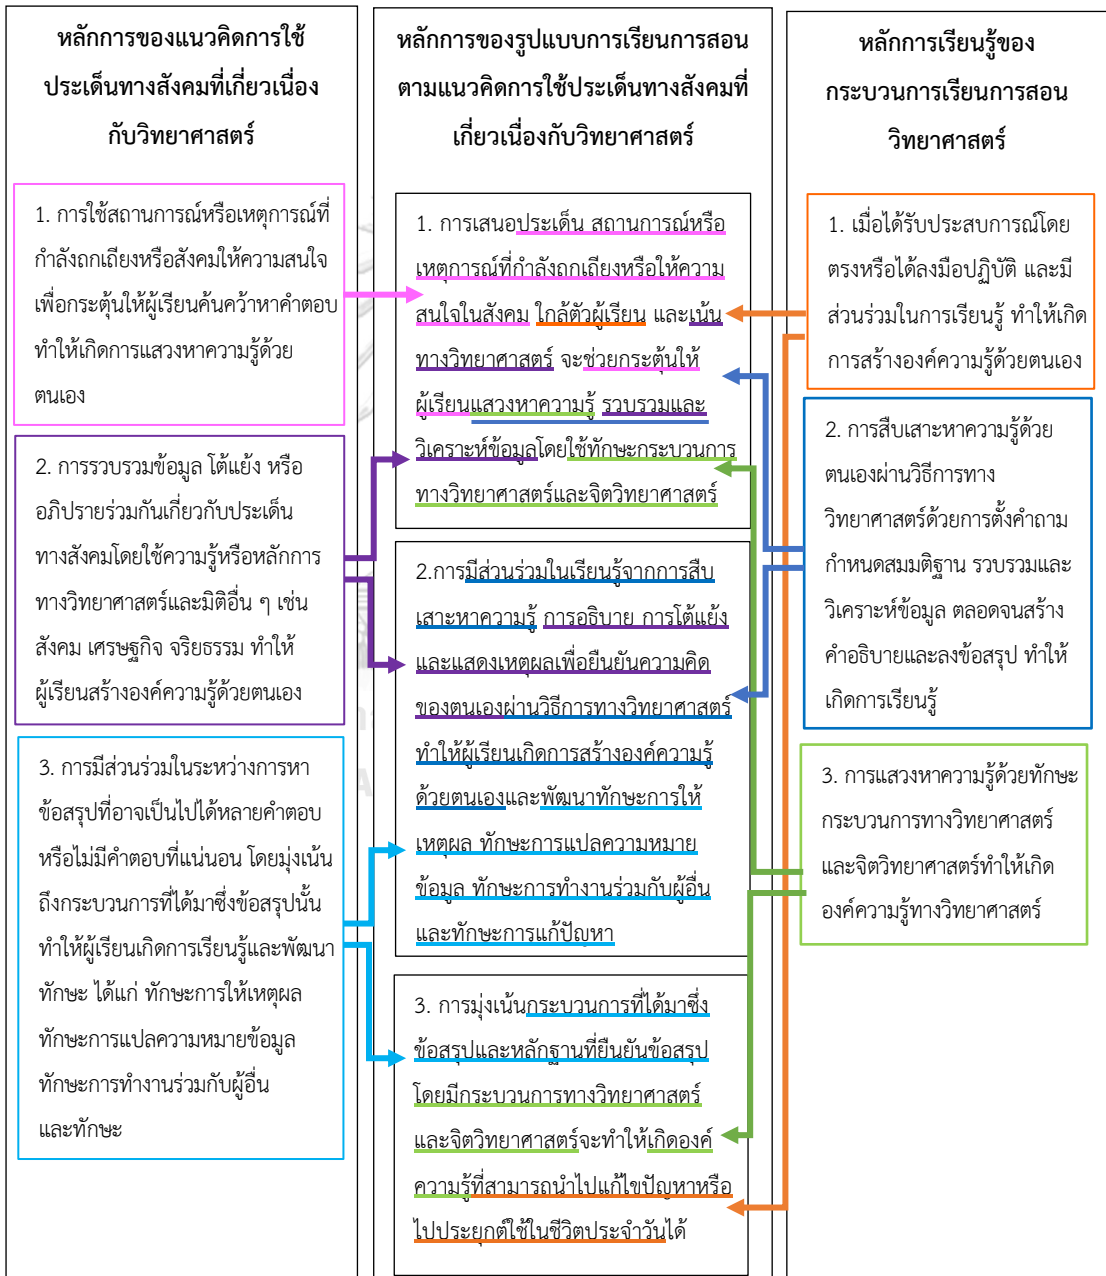 หลักการของแนวคิดการใช้
ประเด็นทางสังคมที่เกี่ยวเนื่อง
กับวิทยาศาสตร์
1. การใช้สถานการณ์หรือเหตุการณ์ที่
กำลังถกเถียงหรือสังคมให้ความสนใจ
เพื่อกระตุ้นให้ผู้เรียนค้นคว้าหาคำตอบ
ทำให้เกิดการแสวงหาความรู้ด้วย
ตนเอง
2. การรวบรวมข้อมูล โต้แย้ง หรือ
อภิปรายร่วมกันเกี่ยวกับประเด็น
ทางสังคมโดยใช้ความรู้หรือหลักการ
ทางวิทยาศาสตร์และมิติอื่น ๆ เช่น
สังคม เศรษฐกิจ จริยธรรม ทำให้
ผู้เรียนสร้างองค์ความรู้ด้วยตนเอง
3. การมีส่วนร่วมในระหว่างการหา
ข้อสรุปที่อาจเป็นไปได้หลายคำตอบ
หรือไม่มีคำตอบที่แน่นอน โดยมุ่งเน้น
ถึงกระบวนการที่ได้มาซึ่งข้อสรุปนั้น
ทำให้ผู้เรียนเกิดการเรียนรู้และพัฒนา
ทักษะ ได้แก่ ทักษะการให้เหตุผล
ทักษะการแปลความหมายข้อมูล
ทักษะการทำงานร่วมกับผู้อื่น
และทักษะ
หลักการของรูปแบบการเรียนการสอน
ตามแนวคิดการใช้ประเด็นทางสังคมที่
เกี่ยวเนื่องกับวิทยาศาสตร์
1. การเสนอประเด็น สถานการณ์หรือ
เหตุการณ์ที่กำลังถกเถียงหรือให้ความ
สนใจในสังคม ใกล้ตัวผู้เรียน และเน้น
ทางวิทยาศาสตร์ จะช่วยกระตุ้นให้
ผู้เรียนแสวงหาความรู้ รวบรวมและ
วิเคราะห์ข้อมูลโดยใช้ทักษะกระบวนการ
ทางวิทยาศาสตร์และจิตวิทยาศาสตร์
2.การมีส่วนร่วมในเรียนรู้จากการสืบ
เสาะหาความรู้ การอธิบาย การโต้แย้ง
และแสดงเหตุผลเพื่อยืนยันความคิด
ของตนเองผ่านวิธีการทางวิทยาศาสตร์
ทำให้ผู้เรียนเกิดการสร้างองค์ความรู้
ด้วยตนเองและพัฒนาทักษะการให้
เหตุผล ทักษะการแปลความหมาย
ข้อมูล ทักษะการทำงานร่วมกับผู้อื่น
และทักษะการแก้ปัญหา
3. การมุ่งเน้นกระบวนการที่ได้มาซึ่ง
ข้อสรุปและหลักฐานที่ยืนยันข้อสรุป
โดยมีกระบวนการทางวิทยาศาสตร์
และจิตวิทยาศาสตร์จะทำให้เกิดองค์
ความรู้ที่สามารถนำไปแก้ไขปัญหาหรือ
ไปประยุกต์ใช้ในชีวิตประจำวันได้
หลักการเรียนรู้ของ
กระบวนการเรียนการสอน
วิทยาศาสตร์
1. เมื่อได้รับประสบการณ์โดย
ตรงหรือได้ลงมือปฏิบัติ และมี
ส่วนร่วมในการเรียนรู้ ทำให้เกิด
การสร้างองค์ความรู้ด้วยตนเอง
2. การสืบเสาะหาความรู้ด้วย
ตนเองผ่านวิธีการทาง
วิทยาศาสตร์ด้วยการตั้งคำถาม
กำหนดสมมติฐาน รวบรวมและ
วิเคราะห์ข้อมูล ตลอดจนสร้าง
คำอธิบายและลงข้อสรุป ทำให้
เกิดการเรียนรู้
3. การแสวงหาความรู้ด้วยทักษะ
กระบวนการทางวิทยาศาสตร์
และจิตวิทยาศาสตร์ทำให้เกิด
องค์ความรู้ทางวิทยาศาสตร์